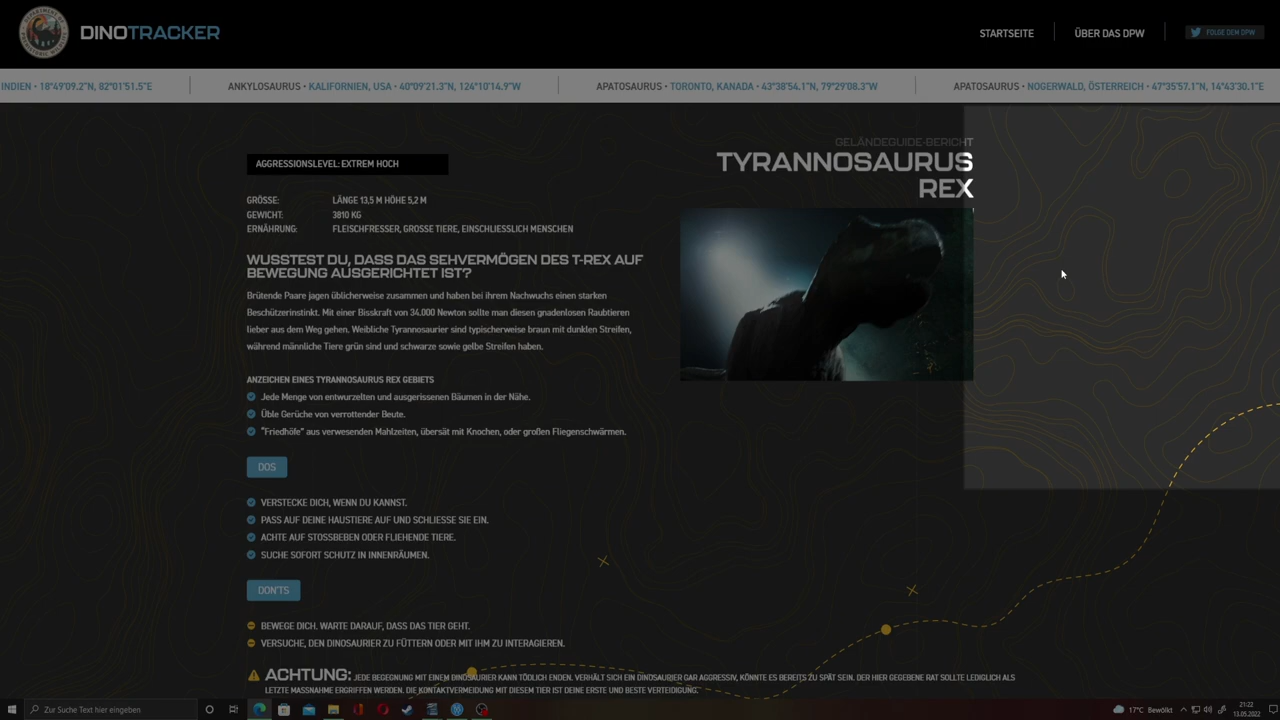 DINOTRACKER
STARTSEITE
ÜBER DAS DPW
FOLGE DEM DPW
INDIEN • 18°49'09.2"N, 82°01'51.5"E
ANKYLOSAURUS • KALIFORNIEN, USA • 40°09'21.3"N, 124°10'14.9"W
APATOSAURUS • TORONTO, KANADA • 43°38'54.1"N, 79°29'08.3"W
APATOSAURUS • NOGERWALD, ÖSTERREICH • 47°35'57.1"N, 14°43'30.1"E
GELÄNDEGUIDE-BERICHT
TYRANNOSAURUS
REX
AGGRESSIONSLEVEL: EXTREM HOCH
GRÖSSE: LÄNGE 13,5 M HÖHE 5,2 M
GEWICHT: 3810 KG
ERNÄHRUNG: FLEISCHFRESSER, GROSSE TIERE, EINSCHLIESSLICH MENSCHEN
WUSSTEST DU, DASS DAS SEHVERMÖGEN DES T-REX AUF
BEWEGUNG AUSGERICHTET IST?
Brütende Paare jagen üblicherweise zusammen und haben bei ihrem Nachwuchs einen starken
Beschützerinstinkt. Mit einer Bisskraft von 34.000 Newton sollte man diesen gnadenlosen Raubtieren
lieber aus dem Weg gehen. Weibliche Tyrannosaurier sind typischerweise braun mit dunklen Streifen,
während männliche Tiere grün sind und schwarze sowie gelbe Streifen haben.
ANZEICHEN EINES TYRANNOSAURUS REX GEBIETS
Jede Menge von entwurzelten und ausgerissenen Bäumen in der Nähe.
Üble Gerüche von verrottender Beute.
"Friedhöfe" aus verwesenden Mahlzeiten, übersät mit Knochen, oder großen Fliegenschwärmen.
DOS
VERSTECKE DICH, WENN DU KANNST.
PASS AUF DEINE HAUSTIERE AUF UND SCHLIESSE SIE EIN.
ACHTE AUF STOSSBEBEN ODER FLIEHENDE TIERE.
SUCHE SOFORT SCHUTZ IN INNENRÄUMEN.
DON'TS
BEWEGE DICH. WARTE DARAUF, DASS DAS TIER GEHT.
VERSUCHE, DEN DINOSAURIER ZU FÜTTERN ODER MIT IHM ZU INTERAGIEREN.
ACHTUNG: JEDE BEGEGNUNG MIT EINEM DINOSAURIER KANN TÖDLICH ENDEN. VERHÄLT SICH EIN DINOSAURIER GAR AGGRESSIV, KÖNNTE ES BEREITS ZU SPÄT SEIN. DER HIER GEGEBENE RAT SOLLTE LEDIGLICH ALS
LETZTE MASSNAHME ERGRIFFEN WERDEN. DIE KONTAKTVERMEIDUNG MIT DIESEM TIER IST DEINE ERSTE UND BESTE VERTEIDIGUNG.
Zur Suche Text hier eingeben
17°C Bewölkt
21:22
13.05.2022